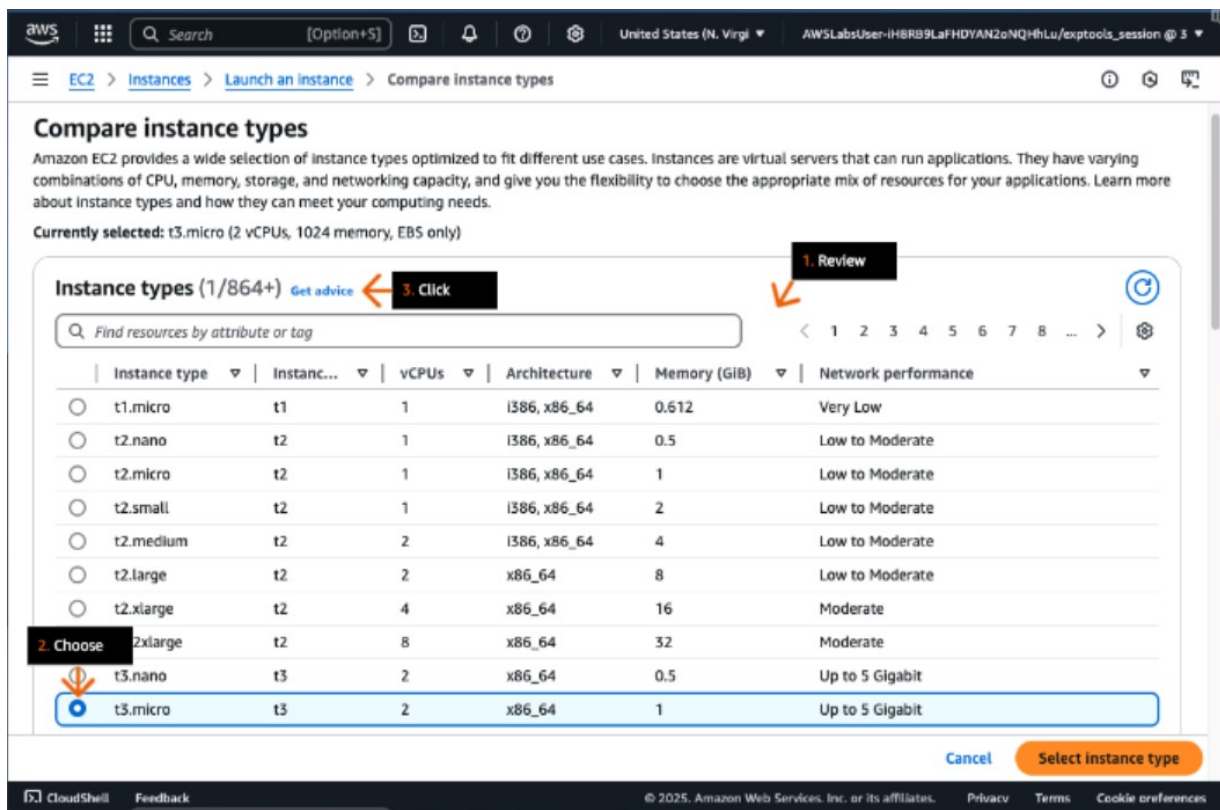 aws
Search [Option+S] United States (N. Virgi AWSLabsUser-iH8RB9LaFHDYAN2oNQHhLu/exptools_session @ 3
EC2 > Instances > Launch an instance > Compare instance types
Compare instance types
Amazon EC2 provides a wide selection of instance types optimized to fit different use cases. Instances are virtual servers that can run applications. They have varying
combinations of CPU, memory, storage, and networking capacity, and give you the flexibility to choose the appropriate mix of resources for your applications. Learn more
about instance types and how they can meet your computing needs.
Currently selected: t3.micro (2 vCPUs, 1024 memory, EBS only)
1. Review
Instance types (1/864+) Get advice 3. Click
Find resources by attribute or tag < 1 2 3 4 5 6 7 8 ... >
Instance type Instanc... vCPUs Architecture Memory (GiB) Network performance
t1.micro t1 1 i386, x86_64 0.612 Very Low
t2.nano t2 1 i386, x86_64 0.5 Low to Moderate
t2.micro t2 1 i386, x86_64 1 Low to Moderate
t2.small t2 1 i386, x86_64 2 Low to Moderate
t2.medium t2 2 i386, x86_64 4 Low to Moderate
t2.large t2 2 x86_64 8 Low to Moderate
t2.xlarge t2 4 x86_64 16 Moderate
2. Choose 2xlarge t2 8 x86_64 32 Moderate
t3.nano t3 2 x86_64 0.5 Up to 5 Gigabit
t3.micro t3 2 x86_64 1 Up to 5 Gigabit
Cancel Select instance type
CloudShell Feedback © 2025, Amazon Web Services, Inc. or its affiliates. Privacy Terms Cookie preferences